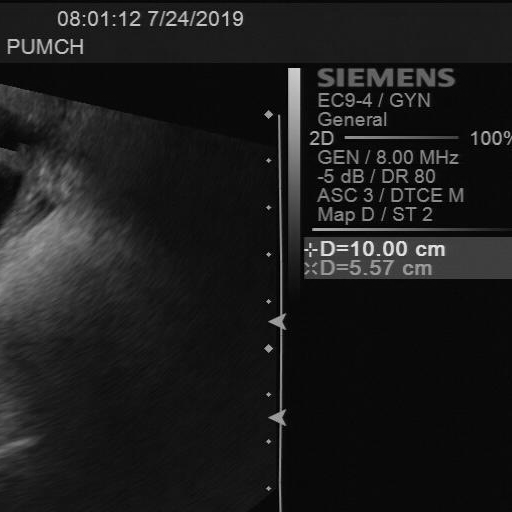 08:01:12 7/24/2019
PUMCH
SIEMENS
EC9-4 / GYN
General
2D 100%
GEN / 8.00 MHz
-5 dB / DR 80
ASC 3 / DTCE M
Map D / ST 2
D=10.00 cm
D=5.57 cm